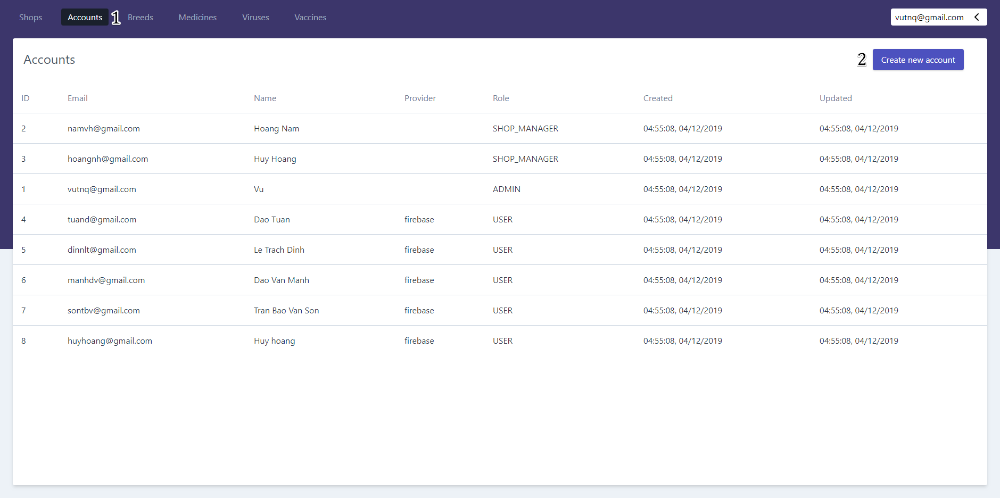 Shops Accounts 1 Breeds Medicines Viruses Vaccines vutnq@gmail.com
Accounts 2 Create new account
ID Email Name Provider Role Created Updated
2 namvh@gmail.com Hoang Nam SHOP_MANAGER 04:55:08, 04/12/2019 04:55:08, 04/12/2019
3 hoangnh@gmail.com Huy Hoang SHOP_MANAGER 04:55:08, 04/12/2019 04:55:08, 04/12/2019
1 vutnq@gmail.com Vu ADMIN 04:55:08, 04/12/2019 04:55:08, 04/12/2019
4 tuand@gmail.com Dao Tuan firebase USER 04:55:08, 04/12/2019 04:55:08, 04/12/2019
5 dinnlt@gmail.com Le Trach Dinh firebase USER 04:55:08, 04/12/2019 04:55:08, 04/12/2019
6 manhdv@gmail.com Dao Van Manh firebase USER 04:55:08, 04/12/2019 04:55:08, 04/12/2019
7 sontbv@gmail.com Tran Bao Van Son firebase USER 04:55:08, 04/12/2019 04:55:08, 04/12/2019
8 huyhoang@gmail.com Huy hoang firebase USER 04:55:08, 04/12/2019 04:55:08, 04/12/2019